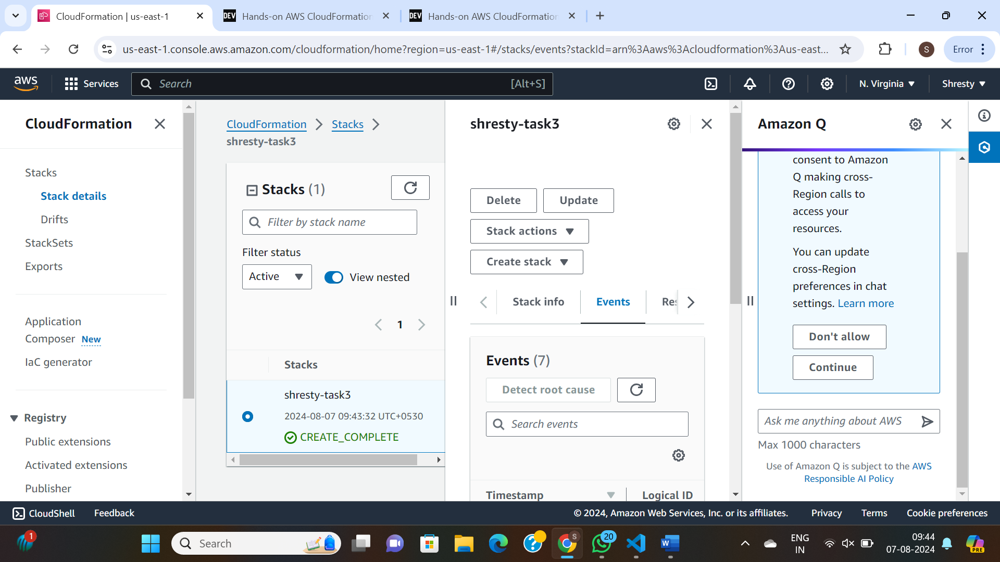 CloudFormation | us-east-1
DEV
Hands-on AWS CloudFormation
DEV
Hands-on AWS CloudFormation
us-east-1.console.aws.amazon.com/cloudformation/home?region=us-east-1#/stacks/events?stackId=arn%3Aaws%3Acloudformation%3Aus-east...
S
Error
aws
Services
Search
[Alt+S]
N. Virginia
Shresty
CloudFormation
Stacks
Stack details
Drifts
StackSets
Exports
Application
Composer New
IaC generator
Registry
Public extensions
Activated extensions
Publisher
CloudFormation
Stacks
shresty-task3
Stacks (1)
Filter by stack name
Filter status
Active
View nested
1
Stacks
shresty-task3
2024-08-07 09:43:32 UTC+0530
CREATE_COMPLETE
shresty-task3
Delete
Update
Stack actions
Create stack
Stack info
Events
Res
Events (7)
Detect root cause
Search events
Timestamp
Logical ID
Amazon Q
consent to Amazon
Q making cross-
Region calls to
access your
resources.
You can update
cross-Region
preferences in chat
settings. Learn more
Don't allow
Continue
Ask me anything about AWS
Max 1000 characters
Use of Amazon Q is subject to the AWS
Responsible AI Policy
CloudShell
Feedback
© 2024, Amazon Web Services, Inc. or its affiliates.
Privacy
Terms
Cookie preferences
1
Search
S
20
W
ENG
IN
09:44
07-08-2024
PRE